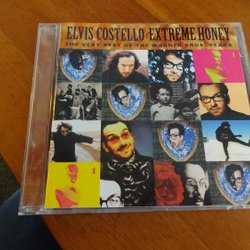 ELVIS COSTELLO · EXTREME HONEY
THE VERY BEST OF THE WARNER BROS. YEARS